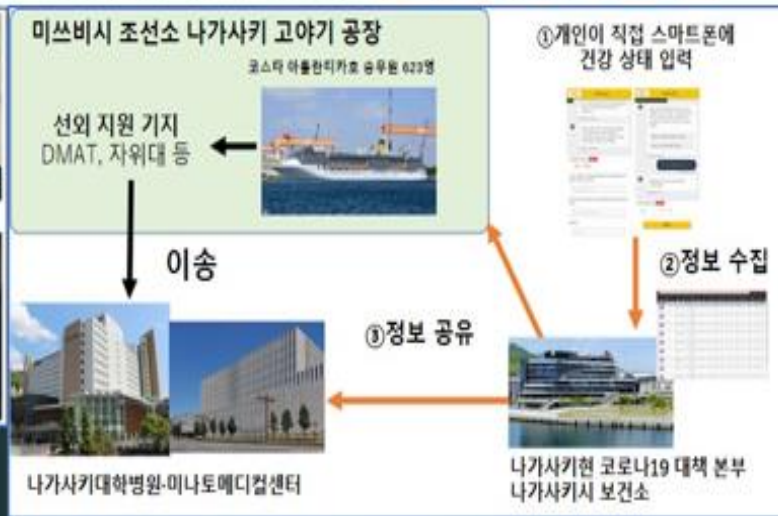 미쓰비시 조선소 나가사키 고야기 공장
코스타 아틀란티카호 승무원 623명
선외 지원 기지
DMAT, 자위대 등
이송
①개인이 직접 스마트폰에
건강 상태 입력
②정보 수집
③정보 공유
나가사키대학병원·미나토메디컬센터
나가사키현 코로나19 대책 본부
나가사키시 보건소